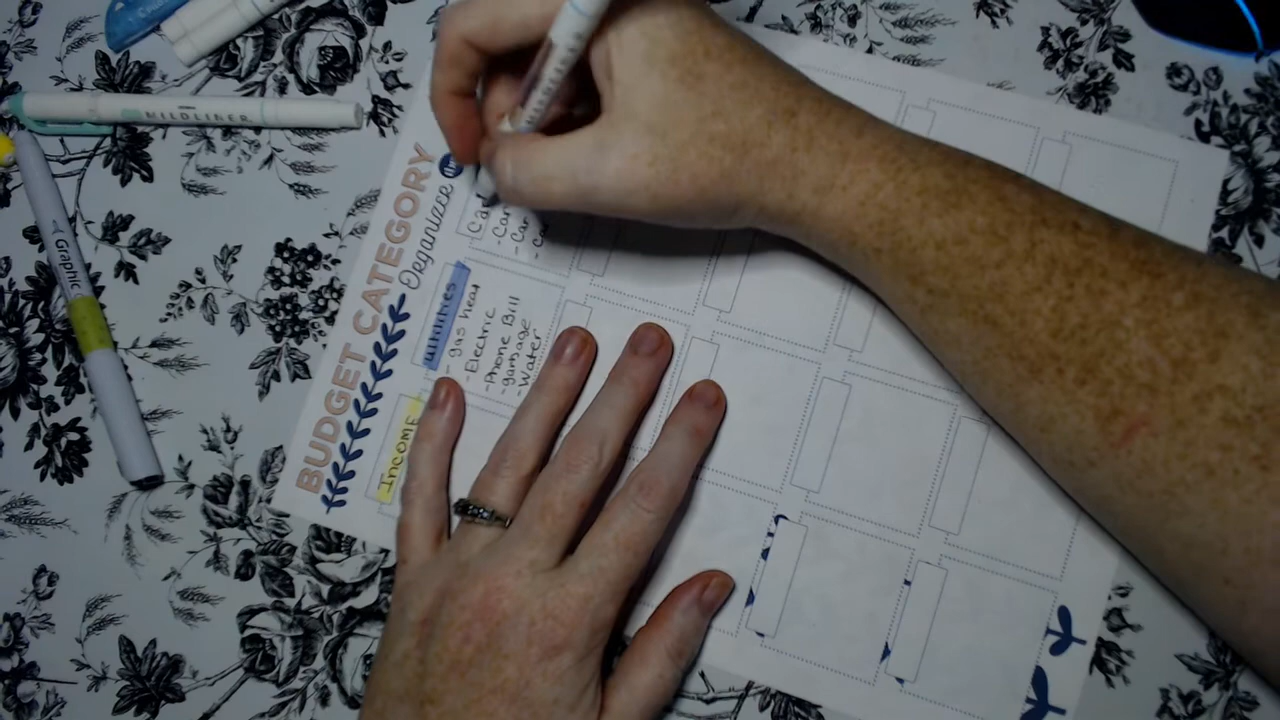 BUDGET CATEGORY
Organizer
Income
Utilities
- gas heat
- Electric
- Phone Bill
- garbage
- Water
MILDLINER
Graphic